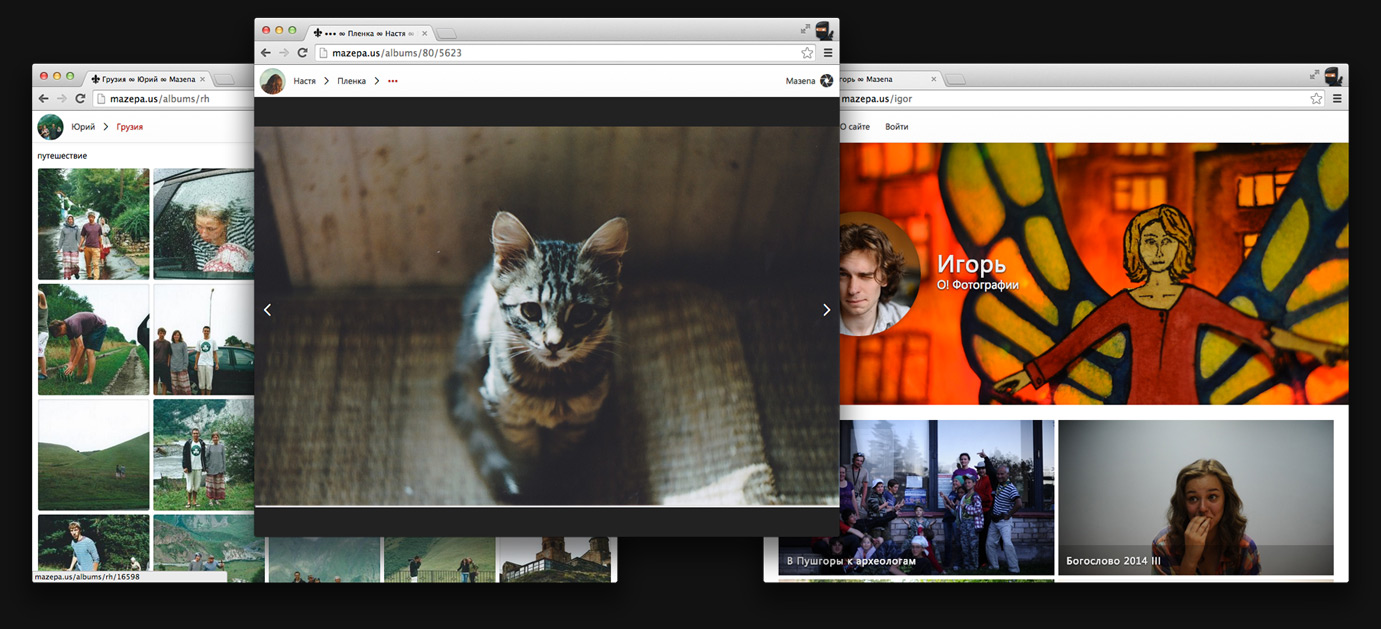 Грузия ∞ Юрий ∞ Мазепа
mazepa.us/albums/rh
Юрий > Грузия
путешествие
mazepa.us/albums/rh/16598
••• ∞ Пленка ∞ Настя ∞
mazepa.us/albums/80/5623
Настя > Пленка > •••
Мазепа
горь ∞ Мазепа
mazepa.us/igor
О сайте Войти
Игорь
О! Фотографии
В Пушгоры к археологам
Богослово 2014 III